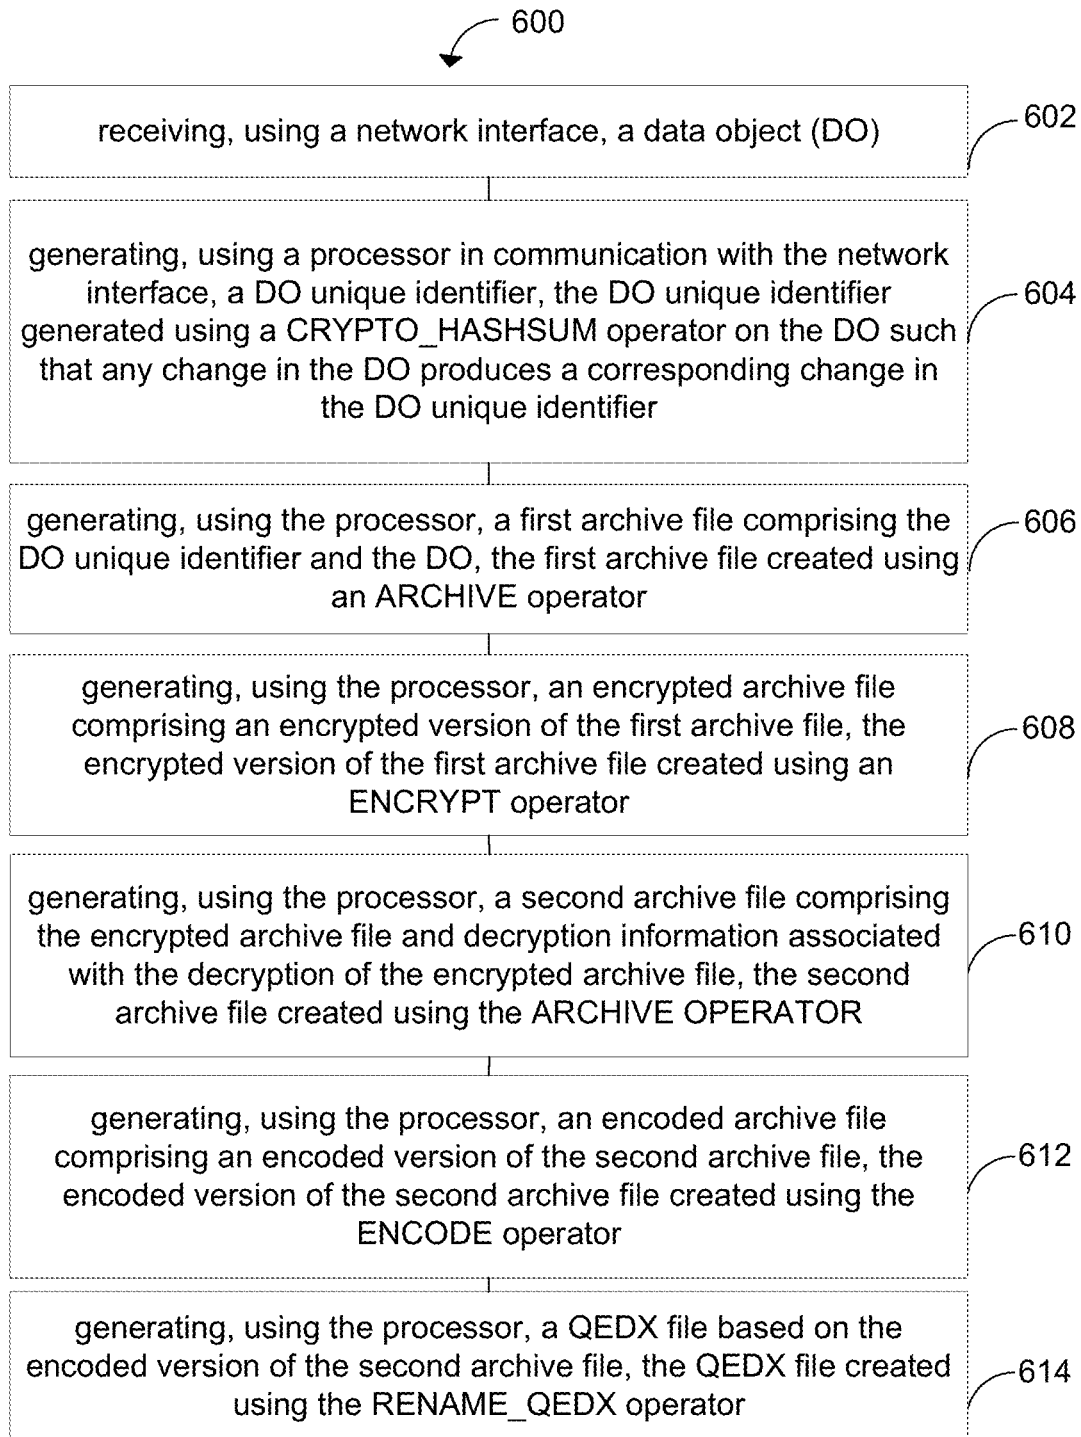 600
receiving, using a network interface, a data object (DO)
602
generating, using a processor in communication with the network
interface, a DO unique identifier, the DO unique identifier
generated using a CRYPTO_HASHSUM operator on the DO such
that any change in the DO produces a corresponding change in
the DO unique identifier
604
generating, using the processor, a first archive file comprising the
DO unique identifier and the DO, the first archive file created using
an ARCHIVE operator
606
generating, using the processor, an encrypted archive file
comprising an encrypted version of the first archive file, the
encrypted version of the first archive file created using an
ENCRYPT operator
608
generating, using the processor, a second archive file comprising
the encrypted archive file and decryption information associated
with the decryption of the encrypted archive file, the second
archive file created using the ARCHIVE OPERATOR
610
generating, using the processor, an encoded archive file
comprising an encoded version of the second archive file, the
encoded version of the second archive file created using the
ENCODE operator
612
generating, using the processor, a QEDX file based on the
encoded version of the second archive file, the QEDX file created
using the RENAME_QEDX operator
614